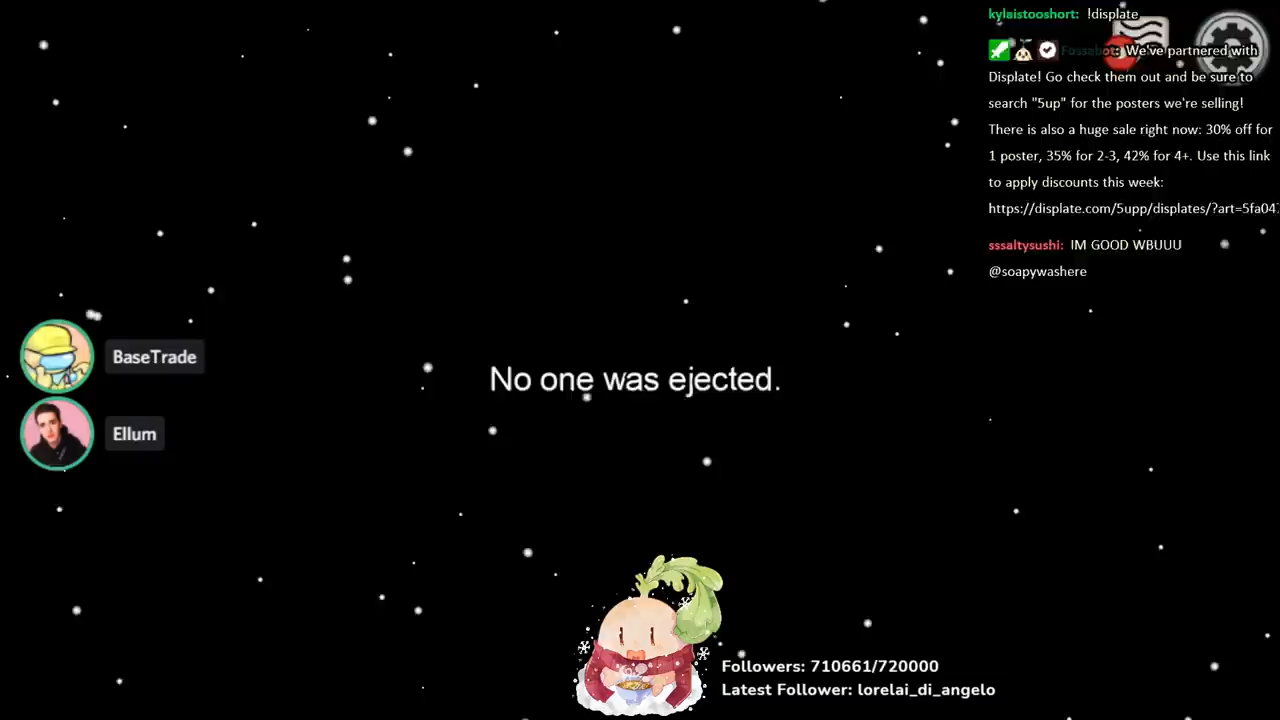 kylaistooshort: !displate
Fossabot: We've partnered with
Displate! Go check them out and be sure to
search "5up" for the posters we're selling!
There is also a huge sale right now: 30% off for
1 poster, 35% for 2-3, 42% for 4+. Use this link
to apply discounts this week:
https://displate.com/5upp/displates/?art=5fa047
sssaltysushi: IM GOOD WBUUU
@soapywashere
BaseTrade
No one was ejected.
Ellum
Followers: 710661/720000
Latest Follower: lorelai_di_angelo